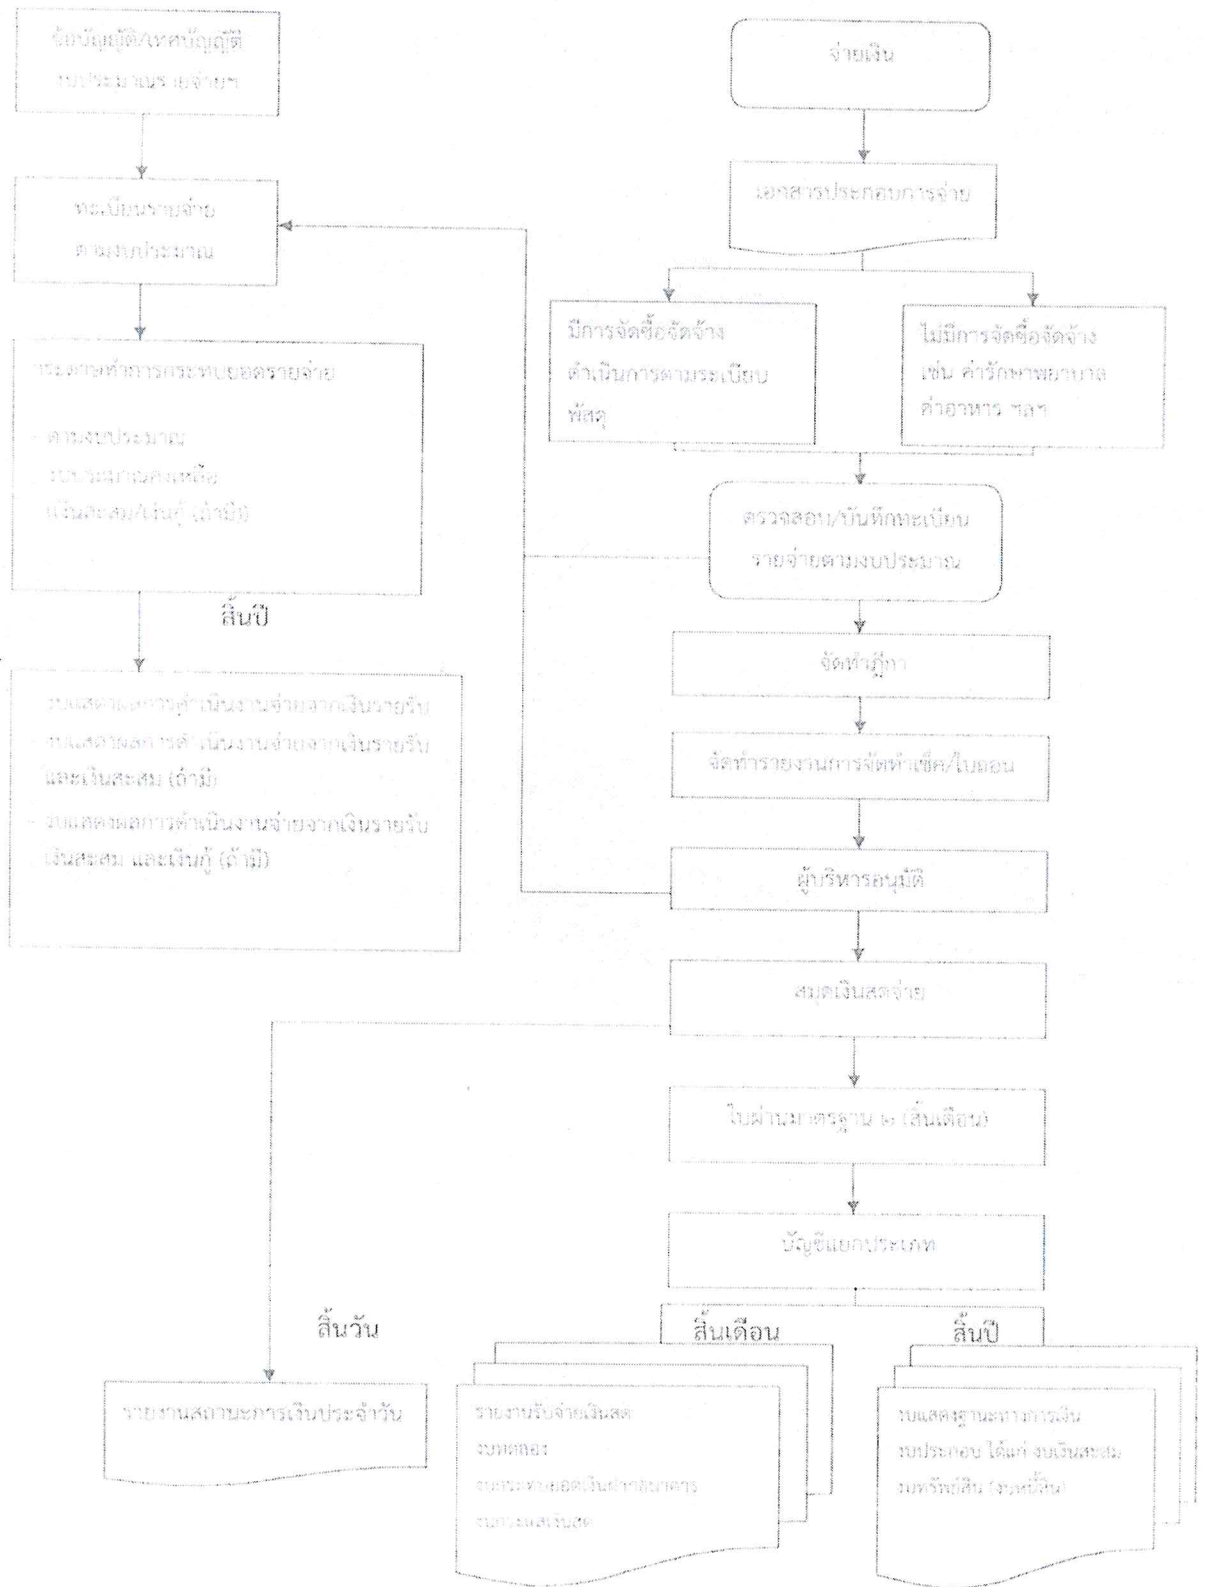 ข้อบัญญัติ/เทศบัญญัติ
งบประมาณรายจ่ายฯ
ทะเบียนรายจ่าย
ตามงบประมาณ
กระดาษทำการกระทบยอดรายจ่าย
- ตามงบประมาณ
งบประมาณคงเหลือ
(เงินสะสม/เงินกู้ (ถ้ามี))
สิ้นปี
- งบแสดงผลการดำเนินงานจ่ายจากเงินรายรับ
- งบแสดงผลการดำเนินงานจ่ายจากเงินรายรับ
และเงินสะสม (ถ้ามี)
- งบแสดงผลการดำเนินงานจ่ายจากเงินรายรับ
เงินสะสม และเงินกู้ (ถ้ามี)
จ่ายเงิน
เอกสารประกอบการจ่าย
มีการจัดซื้อจัดจ้าง
ดำเนินการตามระเบียบ
พัสดุ
ไม่มีการจัดซื้อจัดจ้าง
เช่น ค่ารักษาพยาบาล
ค่าอาหาร ฯลฯ
ตรวจสอบ/บันทึกทะเบียน
รายจ่ายตามงบประมาณ
จัดทำฎีกา
จัดทำรายงานการจัดทำเช็ค/ใบถอน
ผู้บริหารอนุมัติ
สมุดเงินสดจ่าย
ใบผ่านมาตรฐาน ๒ (สิ้นเดือน)
บัญชีแยกประเภท
สิ้นวัน
สิ้นเดือน
สิ้นปี
รายงานสถานะการเงินประจำวัน
รายงานรับจ่ายเงินสด
งบทดลอง
งบกระทบยอดเงินฝากธนาคาร
งบกระแสเงินสด
งบแสดงฐานะทางการเงิน
งบประกอบ ได้แก่ งบเงินสะสม
งบทรัพย์สิน (งบหนี้สิน)